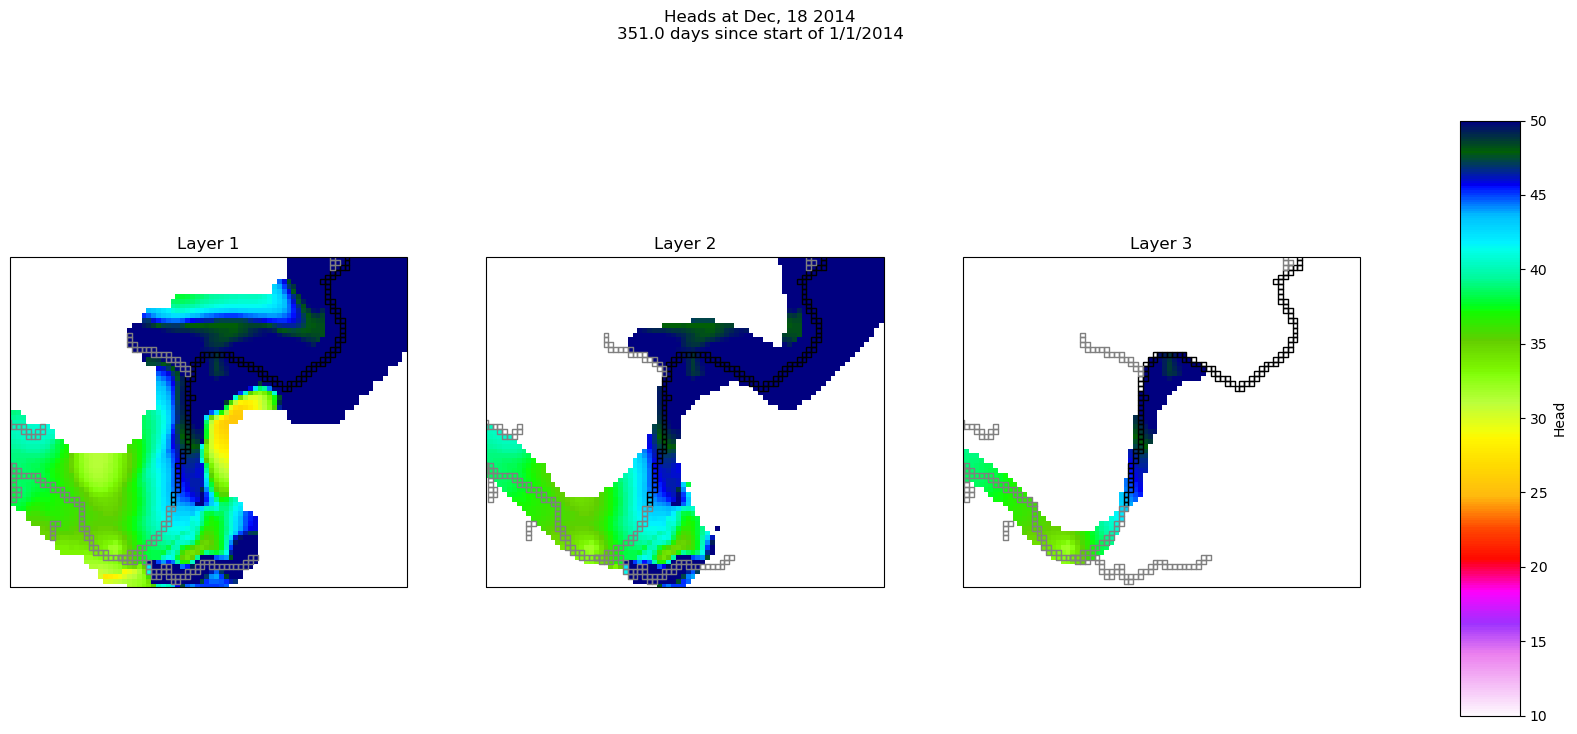 Heads at Dec, 18 2014
351.0 days since start of 1/1/2014
Layer 1
Layer 2
Layer 3
50
45
40
35
30
25
20
15
10
Head